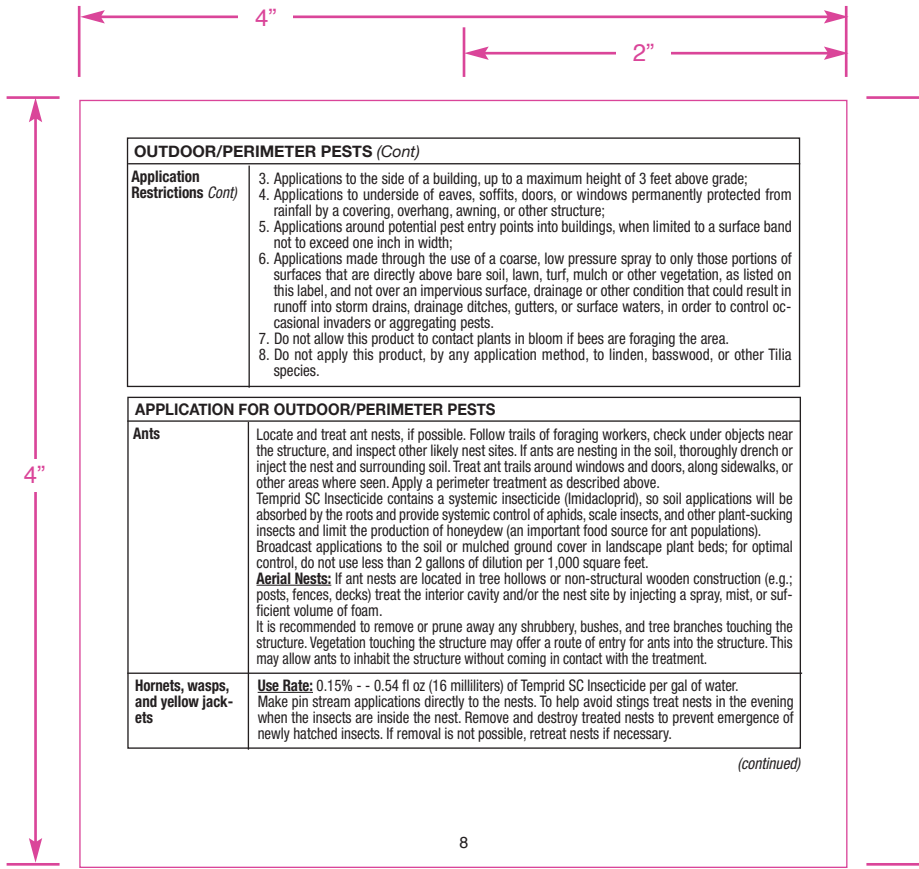 4”
2”
4”
OUTDOOR/PERIMETER PESTS (Cont)
Application
Restrictions Cont)
3. Applications to the side of a building, up to a maximum height of 3 feet above grade;
4. Applications to underside of eaves, soffits, doors, or windows permanently protected from
rainfall by a covering, overhang, awning, or other structure;
5. Applications around potential pest entry points into buildings, when limited to a surface band
not to exceed one inch in width;
6. Applications made through the use of a coarse, low pressure spray to only those portions of
surfaces that are directly above bare soil, lawn, turf, mulch or other vegetation, as listed on
this label, and not over an impervious surface, drainage or other condition that could result in
runoff into storm drains, drainage ditches, gutters, or surface waters, in order to control oc-
casional invaders or aggregating pests.
7. Do not allow this product to contact plants in bloom if bees are foraging the area.
8. Do not apply this product, by any application method, to linden, basswood, or other Tilia
species.
APPLICATION FOR OUTDOOR/PERIMETER PESTS
Ants
Locate and treat ant nests, if possible. Follow trails of foraging workers, check under objects near
the structure, and inspect other likely nest sites. If ants are nesting in the soil, thoroughly drench or
inject the nest and surrounding soil. Treat ant trails around windows and doors, along sidewalks, or
other areas where seen. Apply a perimeter treatment as described above.
Temprid SC Insecticide contains a systemic insecticide (Imidacloprid), so soil applications will be
absorbed by the roots and provide systemic control of aphids, scale insects, and other plant-sucking
insects and limit the production of honeydew (an important food source for ant populations).
Broadcast applications to the soil or mulched ground cover in landscape plant beds; for optimal
control, do not use less than 2 gallons of dilution per 1,000 square feet.
Aerial Nests: If ant nests are located in tree hollows or non-structural wooden construction (e.g.;
posts, fences, decks) treat the interior cavity and/or the nest site by injecting a spray, mist, or suf-
ficient volume of foam.
It is recommended to remove or prune away any shrubbery, bushes, and tree branches touching the
structure. Vegetation touching the structure may offer a route of entry for ants into the structure. This
may allow ants to inhabit the structure without coming in contact with the treatment.
Hornets, wasps,
and yellow jack-
ets
Use Rate: 0.15% - - 0.54 fl oz (16 milliliters) of Temprid SC Insecticide per gal of water.
Make pin stream applications directly to the nests. To help avoid stings treat nests in the evening
when the insects are inside the nest. Remove and destroy treated nests to prevent emergence of
newly hatched insects. If removal is not possible, retreat nests if necessary.
(continued)
8